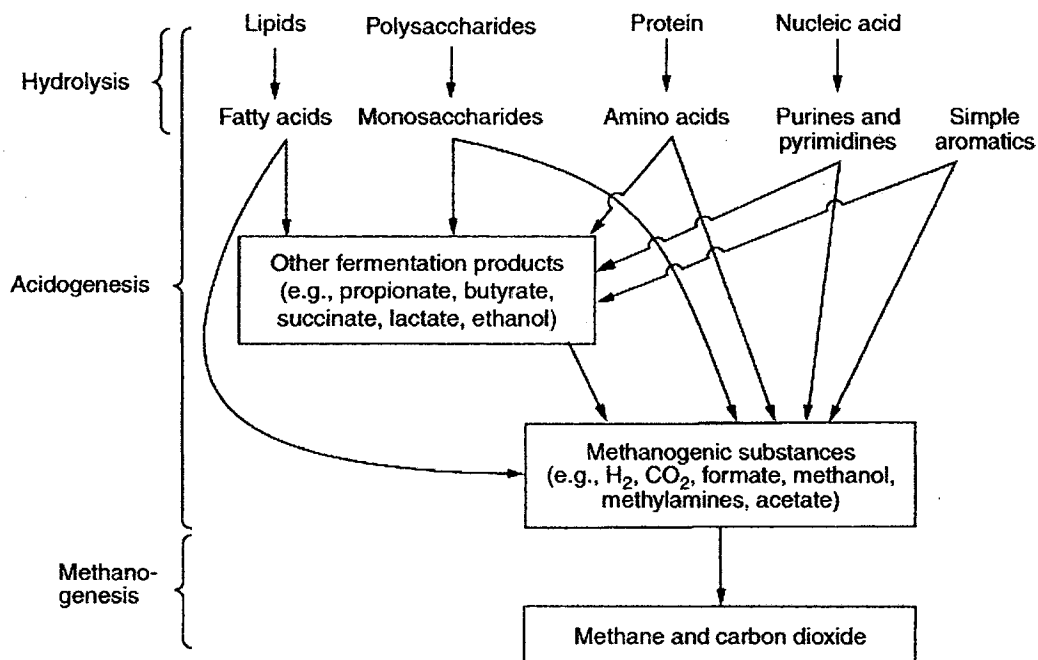 Lipids
Polysaccharides
Protein
Nucleic acid
Hydrolysis
Fatty acids
Monosaccharides
Amino acids
Purines and
pyrimidines
Simple
aromatics
Acidogenesis
Other fermentation products
(e.g., propionate, butyrate,
succinate, lactate, ethanol)
Methanogenic substances
(e.g., H₂, CO₂, formate, methanol,
methylamines, acetate)
Methano-
genesis
Methane and carbon dioxide